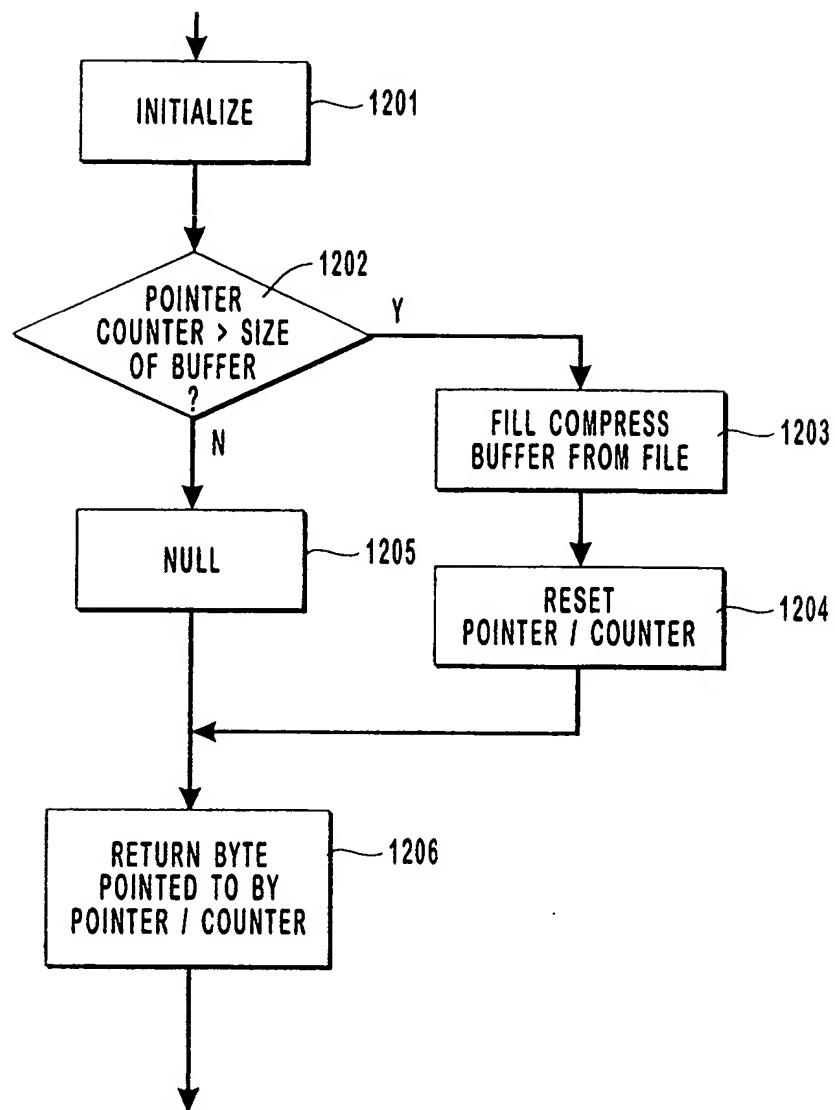 INITIALIZE
1201
1202
POINTER
COUNTER > SIZE
OF BUFFER
?
Y
N
FILL COMPRESS
BUFFER FROM FILE
1203
NULL
1205
RESET
POINTER / COUNTER
1204
RETURN BYTE
POINTED TO BY
POINTER / COUNTER
1206